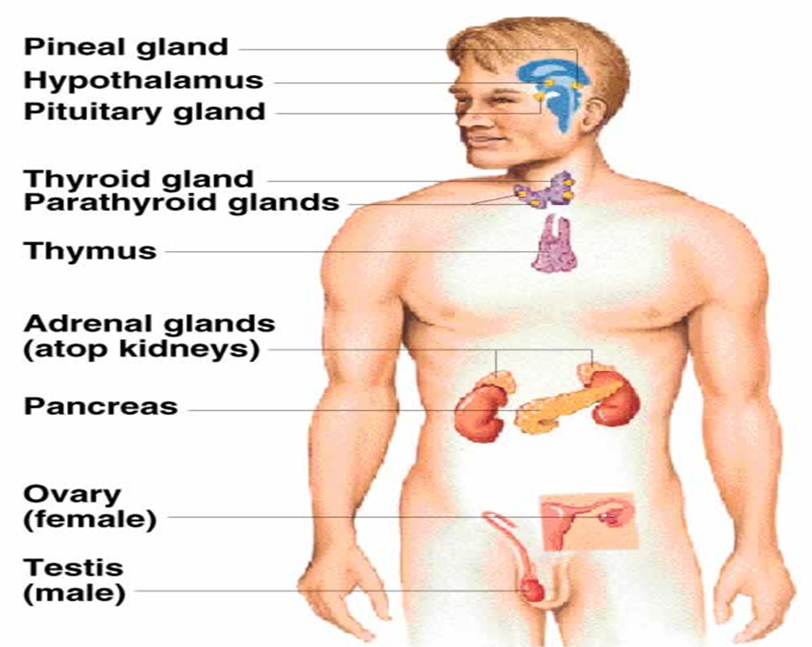 Pineal gland
Hypothalamus
Pituitary gland
Thyroid gland
Parathyroid glands
Thymus
Adrenal glands
(atop kidneys)
Pancreas
Ovary
(female)
Testis
(male)